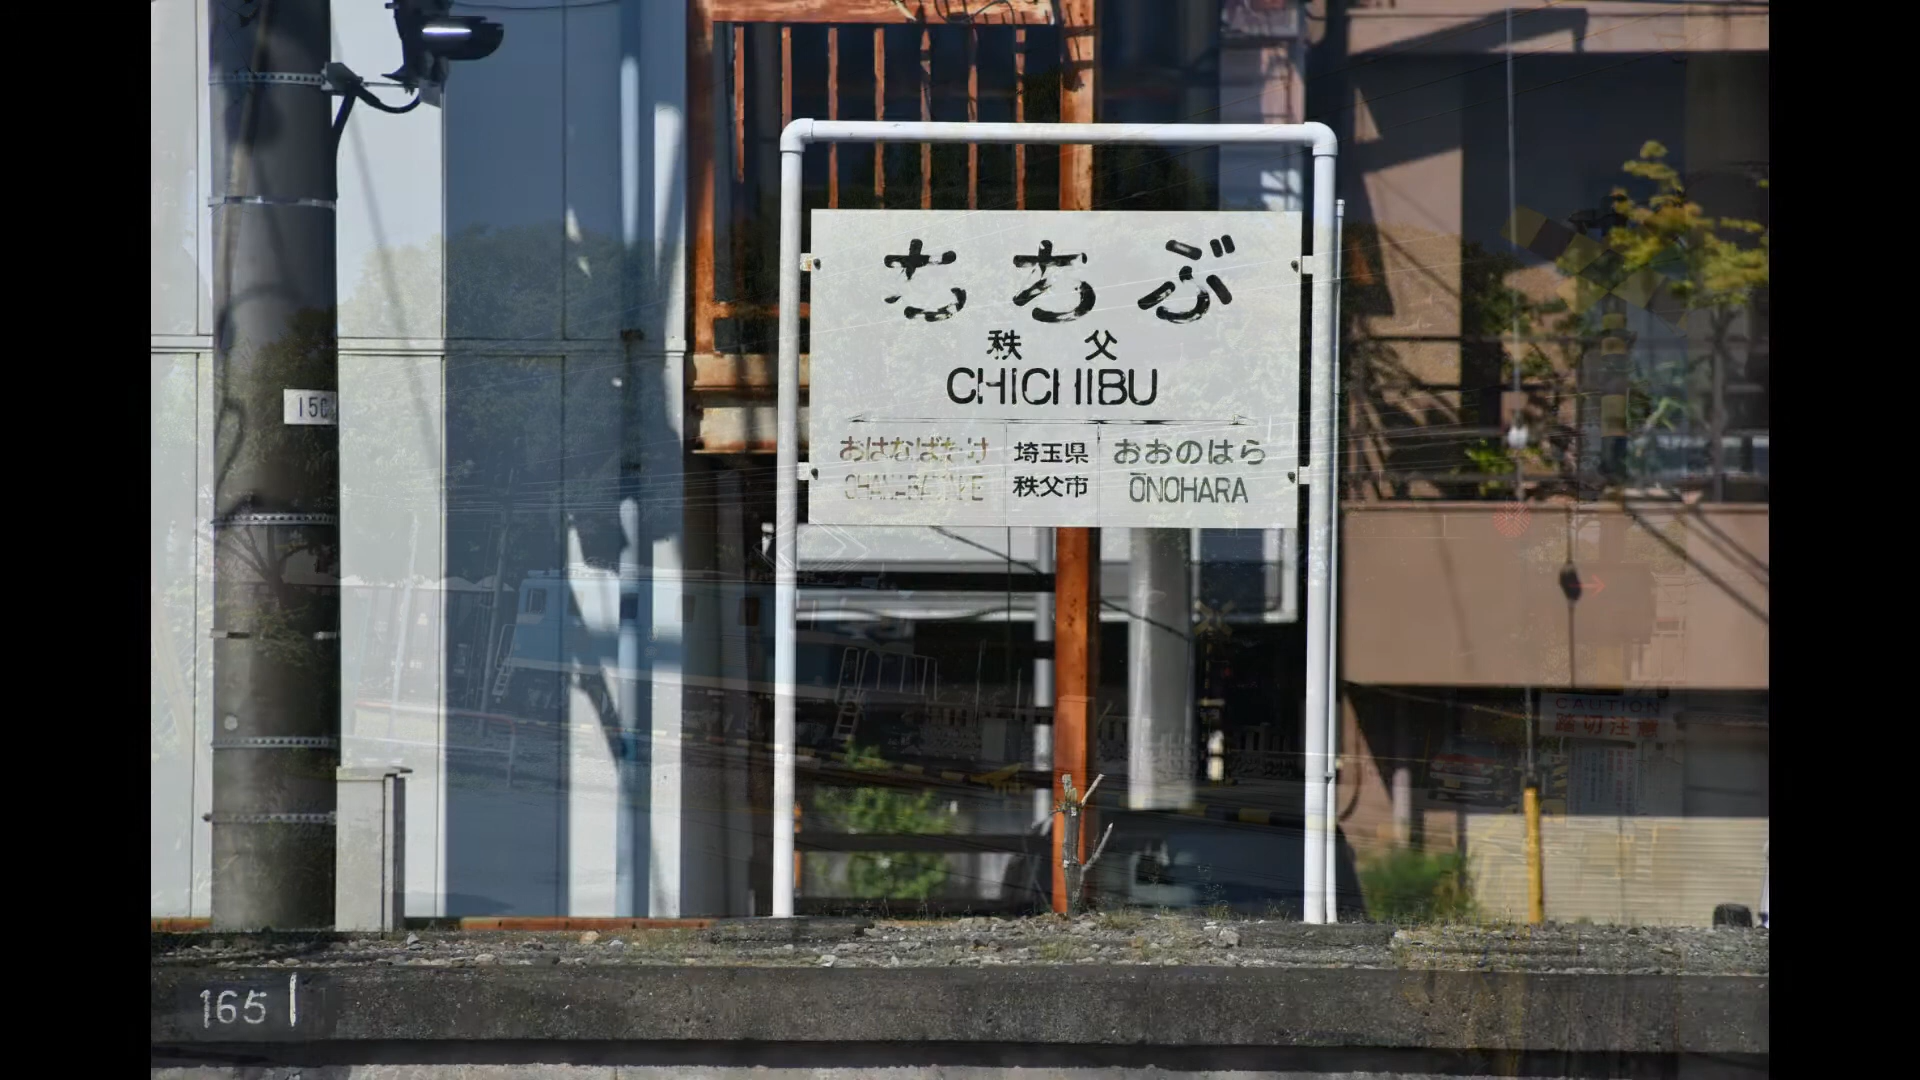 ちちぶ
秩父
CHICHIBU
おはなばたけ 埼玉県 おおのはら
OHANABATAKE 秩父市 ŌNOHARA
165
CAUTION
踏切注意